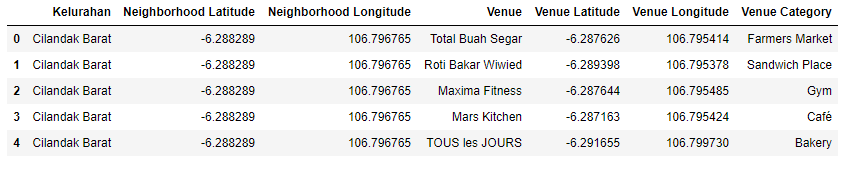 Kelurahan Neighborhood Latitude Neighborhood Longitude Venue Venue Latitude Venue Longitude Venue Category
0 Cilandak Barat -6.288289 106.796765 Total Buah Segar -6.287626 106.795414 Farmers Market
1 Cilandak Barat -6.288289 106.796765 Roti Bakar Wiwied -6.289398 106.795378 Sandwich Place
2 Cilandak Barat -6.288289 106.796765 Maxima Fitness -6.287644 106.795485 Gym
3 Cilandak Barat -6.288289 106.796765 Mars Kitchen -6.287163 106.795424 Café
4 Cilandak Barat -6.288289 106.796765 TOUS les JOURS -6.291655 106.799730 Bakery